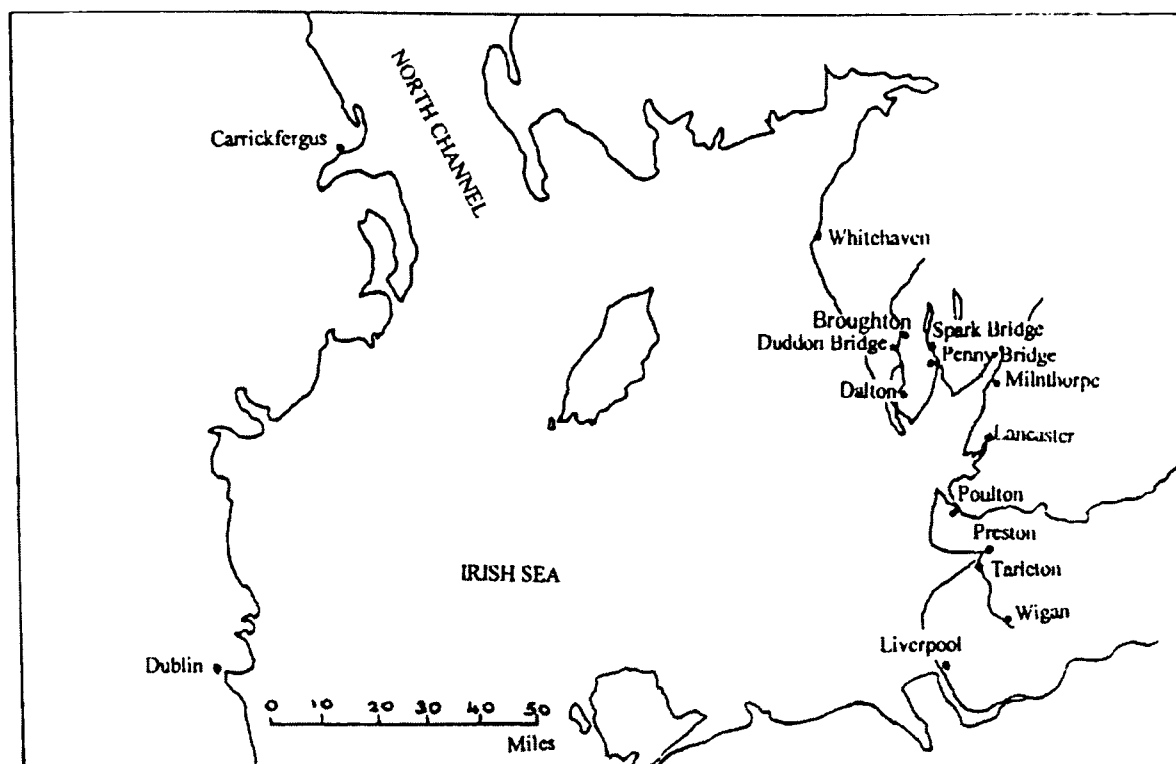 NORTH CHANNEL
Carrickfergus
Whitehaven
Broughton
Spark Bridge
Duddon Bridge
Penny Bridge
Milnthorpe
Dalton
Lancaster
Poulton
Preston
IRISH SEA
Tarleton
Wigan
Liverpool
Dublin
0 10 20 30 40 50
Miles